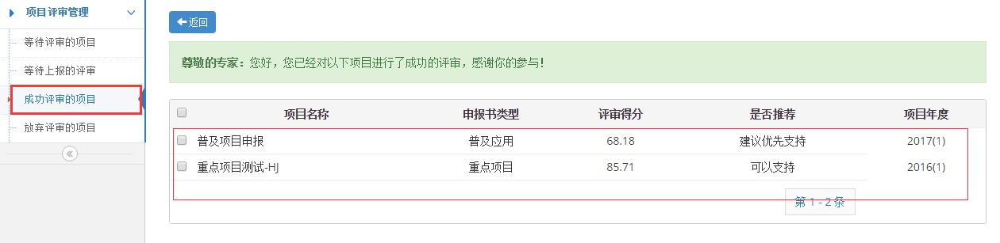 项目评审管理
等待评审的项目
等待上报的评审
成功评审的项目
放弃评审的项目
返回
尊敬的专家：您好，您已经对以下项目进行了成功的评审，感谢你的参与！
项目名称 申报书类型 评审得分 是否推荐 项目年度
普及项目申报 普及应用 68.18 建议优先支持 2017(1)
重点项目测试-HJ 重点项目 85.71 可以支持 2016(1)
第 1 - 2 条